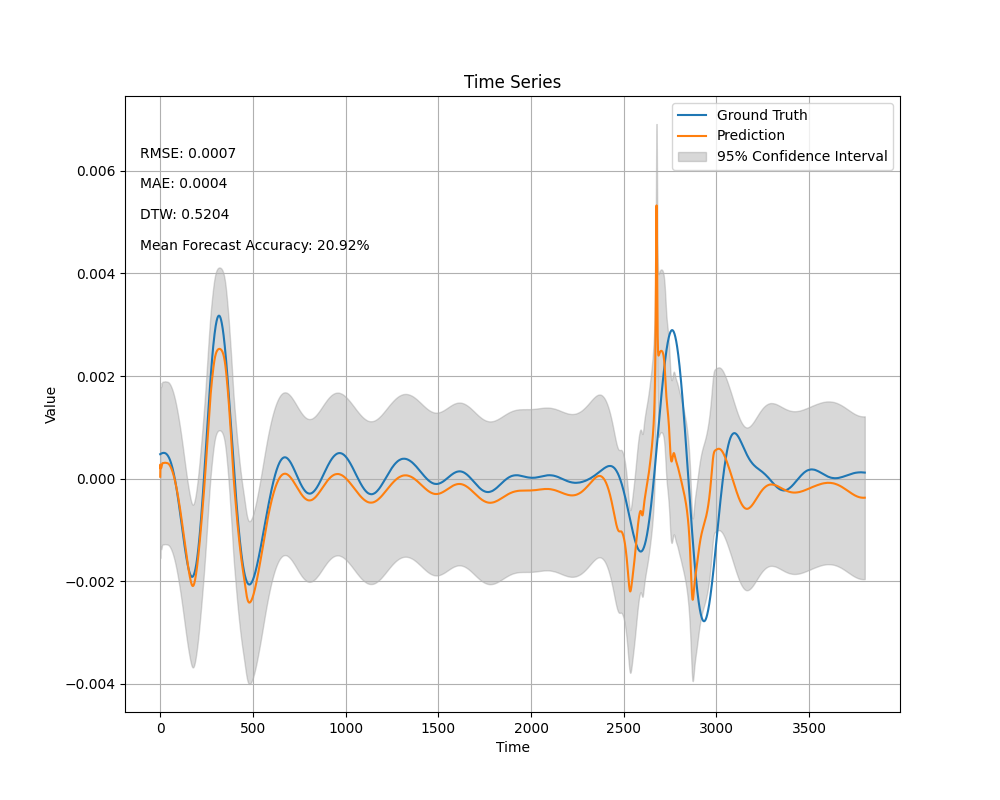 Time Series
Ground Truth
Prediction
95% Confidence Interval
RMSE: 0.0007
MAE: 0.0004
DTW: 0.5204
Mean Forecast Accuracy: 20.92%
0.006
0.004
0.002
0.000
−0.002
−0.004
Value
0 500 1000 1500 2000 2500 3000 3500
Time